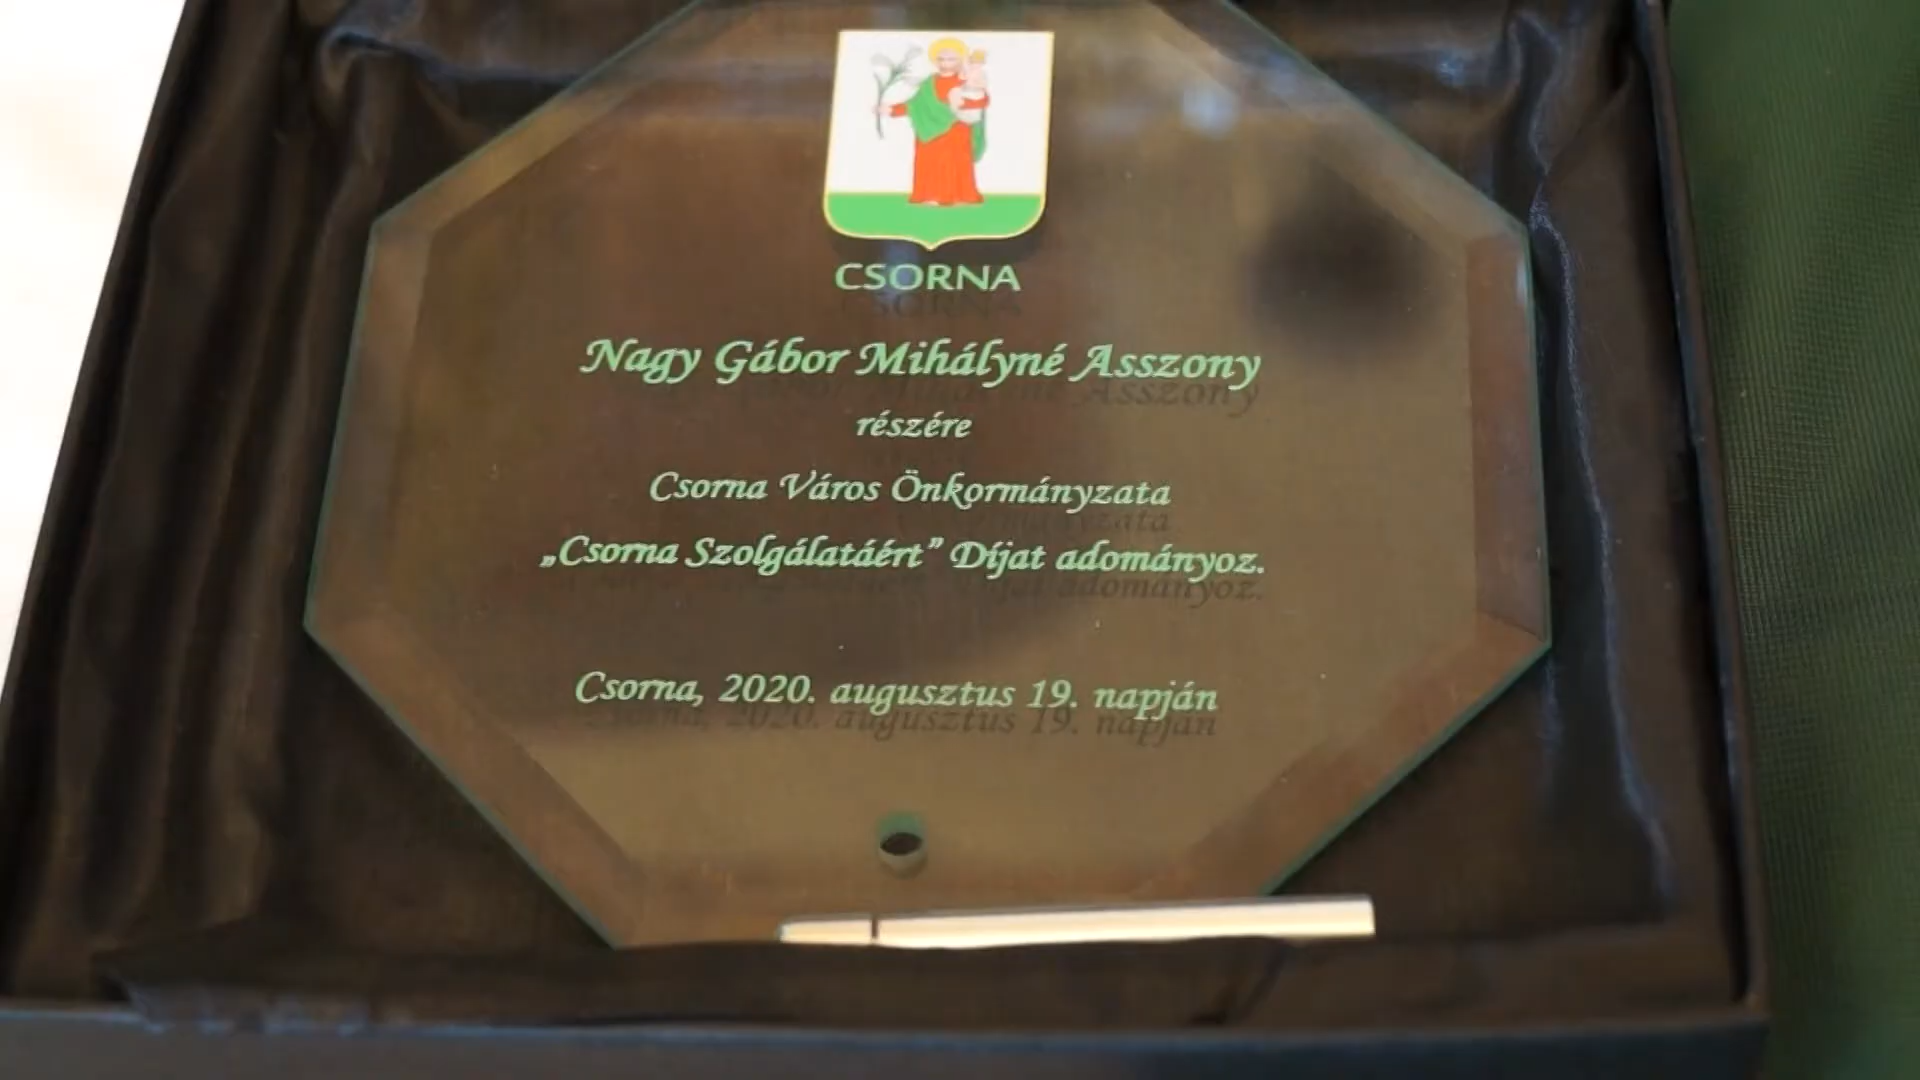 CSORNA
Nagy Gábor Mihályné Asszony
részére
Csorna Város Önkormányzata
„Csorna Szolgálatáért” Díjat adományoz.
Csorna, 2020. augusztus 19. napján